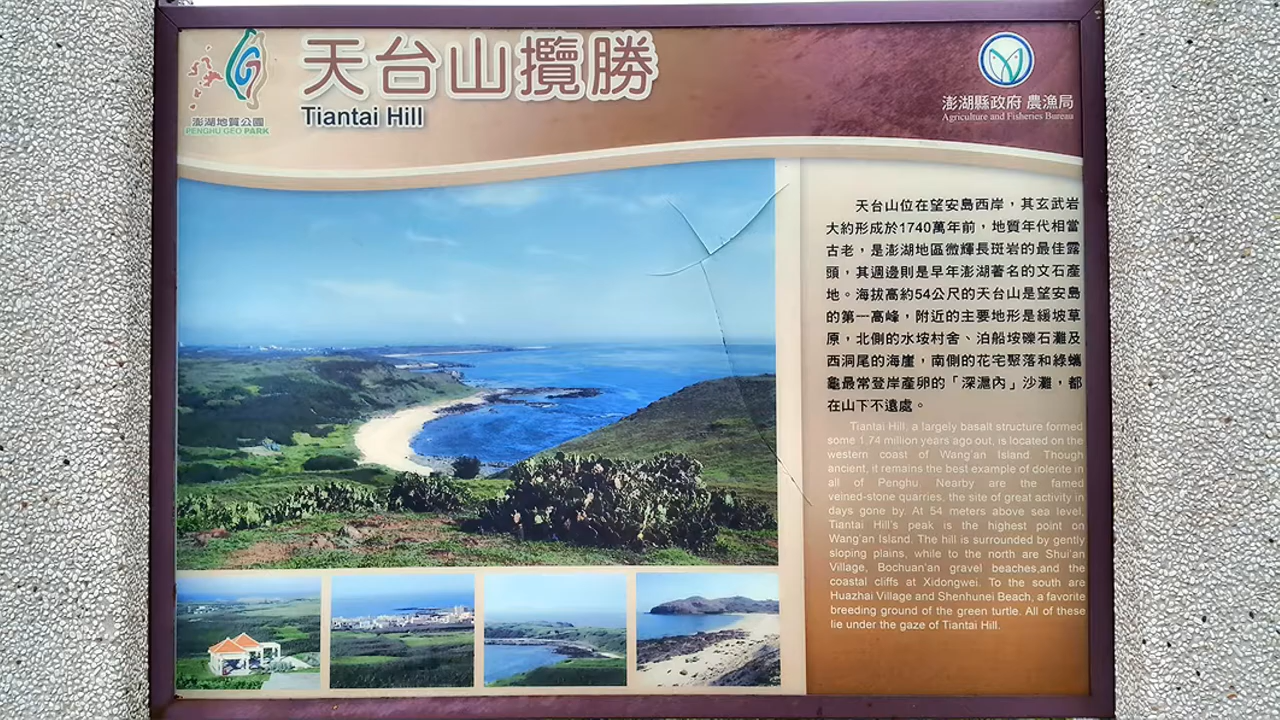 天台山攬勝
Tiantai Hill
澎湖地質公園
PENGHU GEO PARK
澎湖縣政府 農漁局
Agriculture and Fisheries Bureau
天台山位在望安島西岸，其玄武岩
大約形成於1740萬年前，地質年代相當
古老，是澎湖地區微輝長斑岩的最佳露
頭，其週邊則是早年澎湖著名的文石產
地。海拔高約54公尺的天台山是望安島
的第一高峰，附近的主要地形是緩坡草
原，北側的水垵村舍、泊船垵礫石灘及
西洞尾的海崖，南側的花宅聚落和綠蠵
龜最常登岸產卵的「深滬內」沙灘，都
在山下不遠處。
Tiantai Hill, a largely basalt structure formed
some 1.74 million years ago out, is located on the
western coast of Wang'an Island. Though
ancient, it remains the best example of dolerite in
all of Penghu. Nearby are the famed
veined-stone quarries, the site of great activity in
days gone by. At 54 meters above sea level,
Tiantai Hill's peak is the highest point on
Wang'an Island. The hill is surrounded by gently
sloping plains, while to the north are Shui'an
Village, Bochuan'an gravel beaches,and the
coastal cliffs at Xidongwei. To the south are
Huazhai Village and Shenhunei Beach, a favorite
breeding ground of the green turtle. All of these
lie under the gaze of Tiantai Hill.